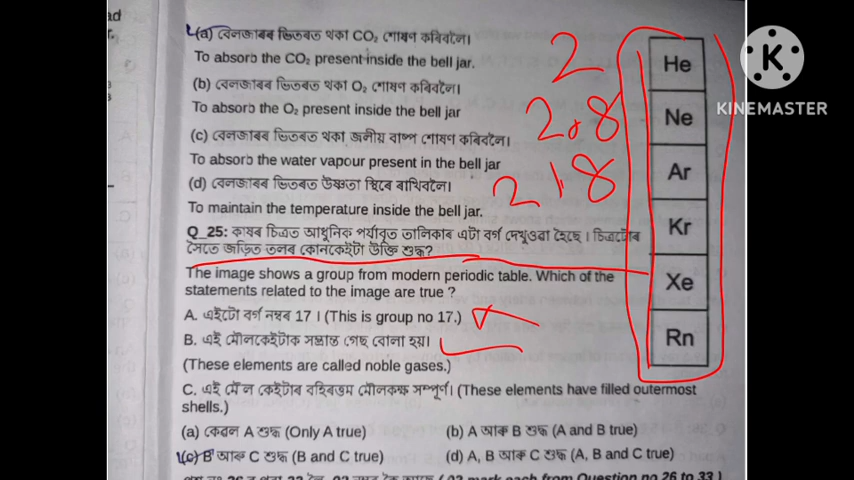 (a) বেলজাৰৰ ভিতৰত থকা CO₂ শোষণ কৰিবলৈ।
To absorb the CO₂ present inside the bell jar.
(b) বেলজাৰৰ ভিতৰত থকা O₂ শোষণ কৰিবলৈ।
To absorb the O₂ present inside the bell jar
(c) বেলজাৰৰ ভিতৰত থকা জলীয় বাষ্প শোষণ কৰিবলৈ।
To absorb the water vapour present in the bell jar
(d) বেলজাৰৰ ভিতৰত উষ্ণতা স্থিৰে ৰাখিবলৈ।
To maintain the temperature inside the bell jar.
Q_25: কাষৰ চিত্ৰত আধুনিক পৰ্যাবৃত তালিকাৰ এটা বৰ্গ দেখুওৱা হৈছে। চিত্ৰটোৰ
সৈতে জড়িত তলৰ কোনকেইটা উক্তি শুদ্ধ?
The image shows a group from modern periodic table. Which of the
statements related to the image are true ?
A. এইটো বৰ্গ নম্বৰ 17 । (This is group no 17.)
B. এই মৌলকেইটাক সম্ভ্ৰান্ত গেছ বোলা হয়।
(These elements are called noble gases.)
C. এই মৌল কেইটাৰ বহিৰতম মৌলকক্ষ সম্পূৰ্ণ। (These elements have filled outermost
shells.)
(a) কেৱল A শুদ্ধ (Only A true)
(b) A আৰু B শুদ্ধ (A and B true)
(c) B আৰু C শুদ্ধ (B and C true)
(d) A, B আৰু C শুদ্ধ (A, B and C true)
He
Ne
Ar
Kr
Xe
Rn
2
2,8
2,8
K
KINEMASTER